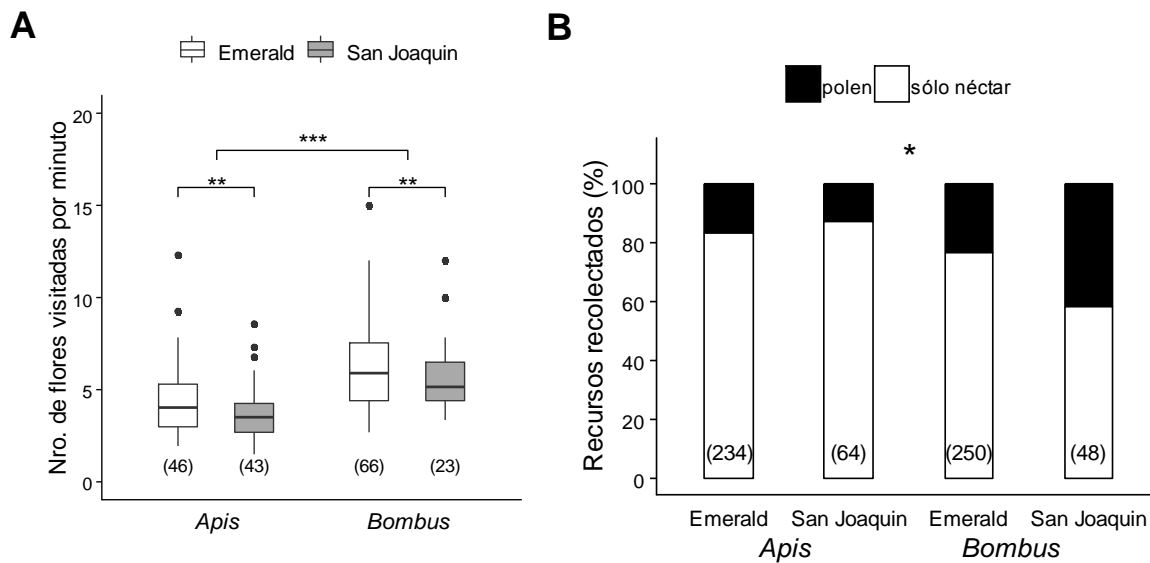 A
Emerald San Joaquin
Nro. de flores visitadas por minuto
20
15
10
5
0
***
** **
(46) (43) (66) (23)
Apis Bombus
B
polen sólo néctar
Recursos recolectados (%)
*
100
80
60
40
20
0
(234) (64) (250) (48)
Emerald San Joaquin Emerald San Joaquin
Apis Bombus